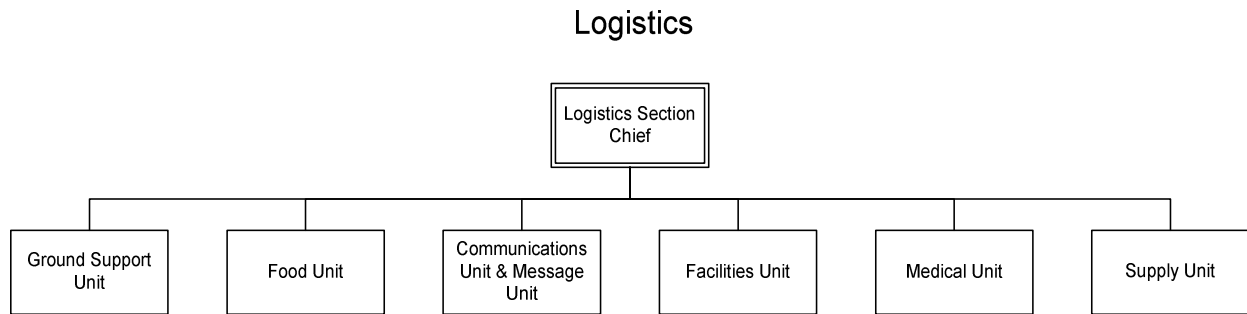 Logistics
Logistics Section
Chief
Ground Support
Unit
Food Unit
Communications
Unit & Message
Unit
Facilities Unit
Medical Unit
Supply Unit